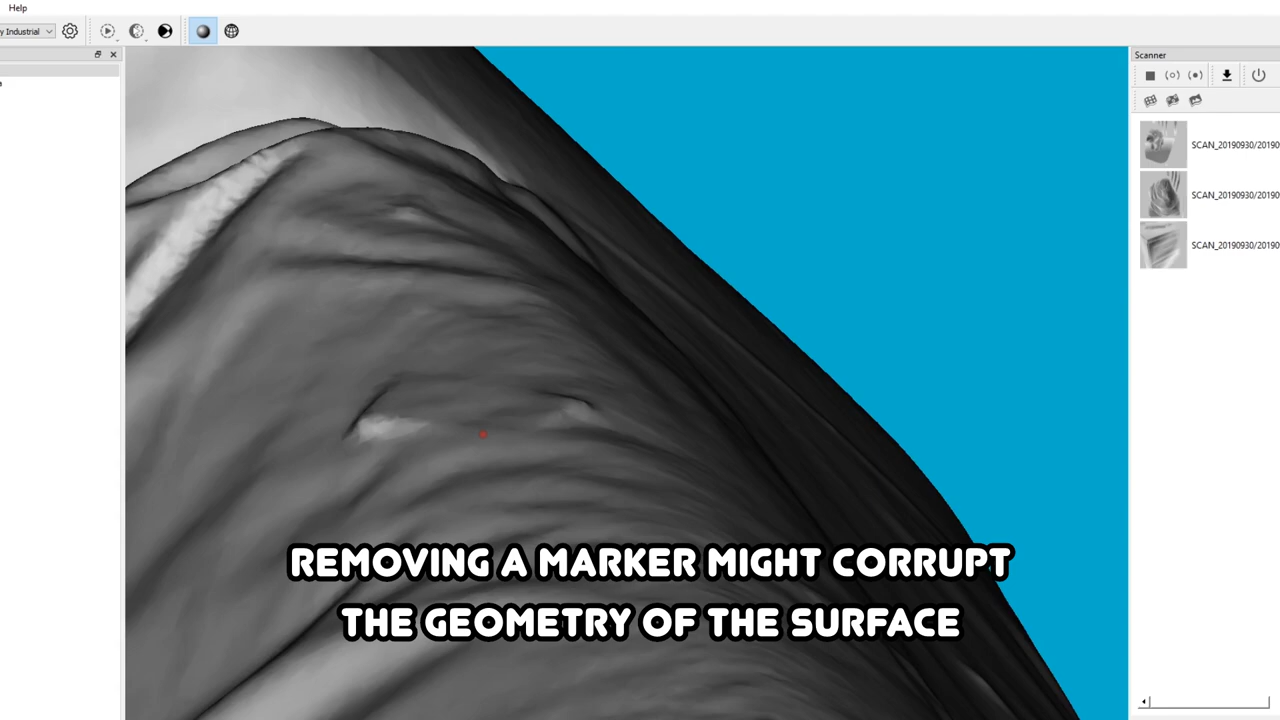 Help
y Industrial
Scanner
SCAN_20190930/20190
SCAN_20190930/20190
SCAN_20190930/20190
REMOVING A MARKER MIGHT CORRUPT
THE GEOMETRY OF THE SURFACE